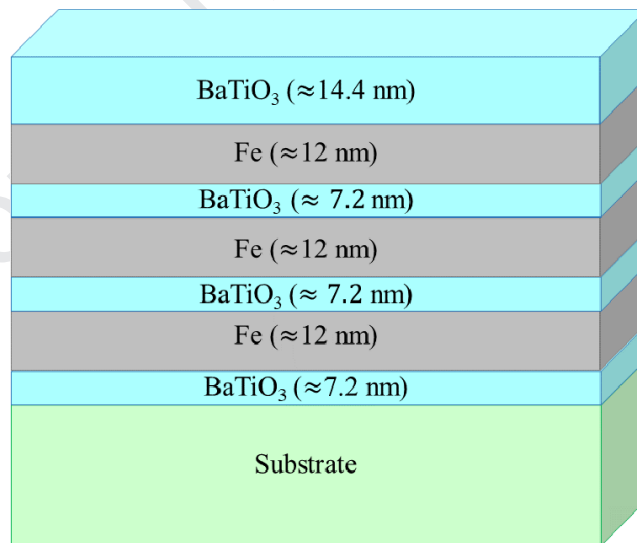 BaTiO₃ (≈14.4 nm)
Fe (≈12 nm)
BaTiO₃ (≈ 7.2 nm)
Fe (≈12 nm)
BaTiO₃ (≈ 7.2 nm)
Fe (≈12 nm)
BaTiO₃ (≈7.2 nm)
Substrate